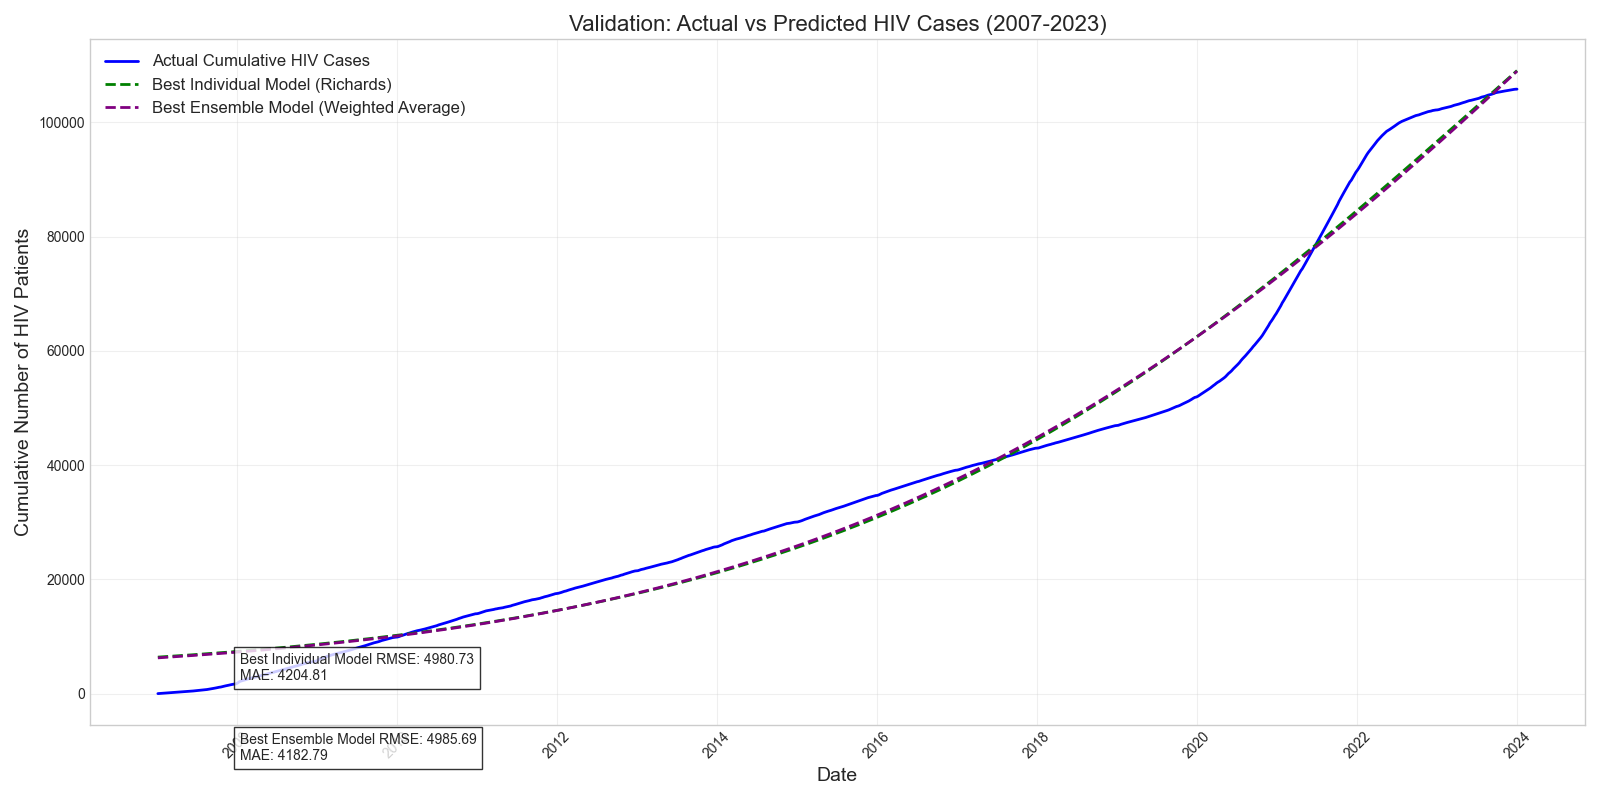 Validation: Actual vs Predicted HIV Cases (2007-2023)
Actual Cumulative HIV Cases
Best Individual Model (Richards)
Best Ensemble Model (Weighted Average)
Cumulative Number of HIV Patients
100000
80000
60000
40000
20000
0
Best Individual Model RMSE: 4980.73
MAE: 4204.81
Best Ensemble Model RMSE: 4985.69
MAE: 4182.79
2012
2014
2016
2018
2020
2022
2024
Date